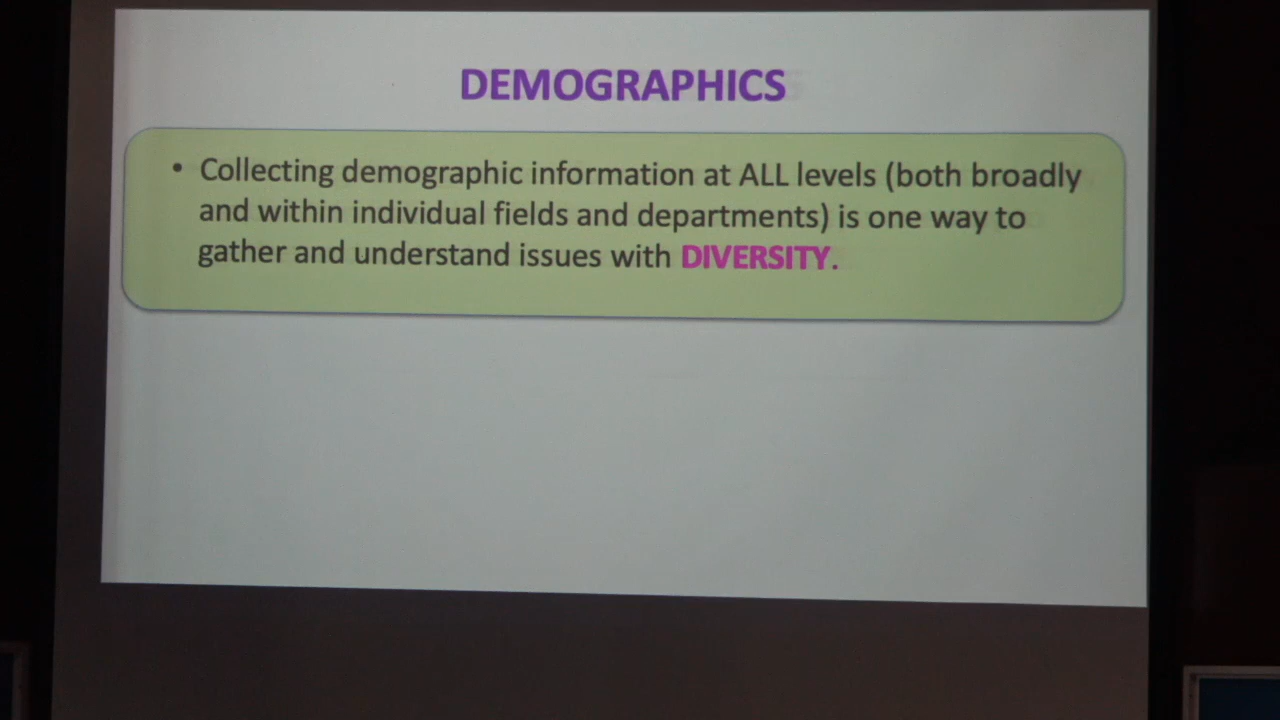 DEMOGRAPHICS
• Collecting demographic information at ALL levels (both broadly
and within individual fields and departments) is one way to
gather and understand issues with DIVERSITY.